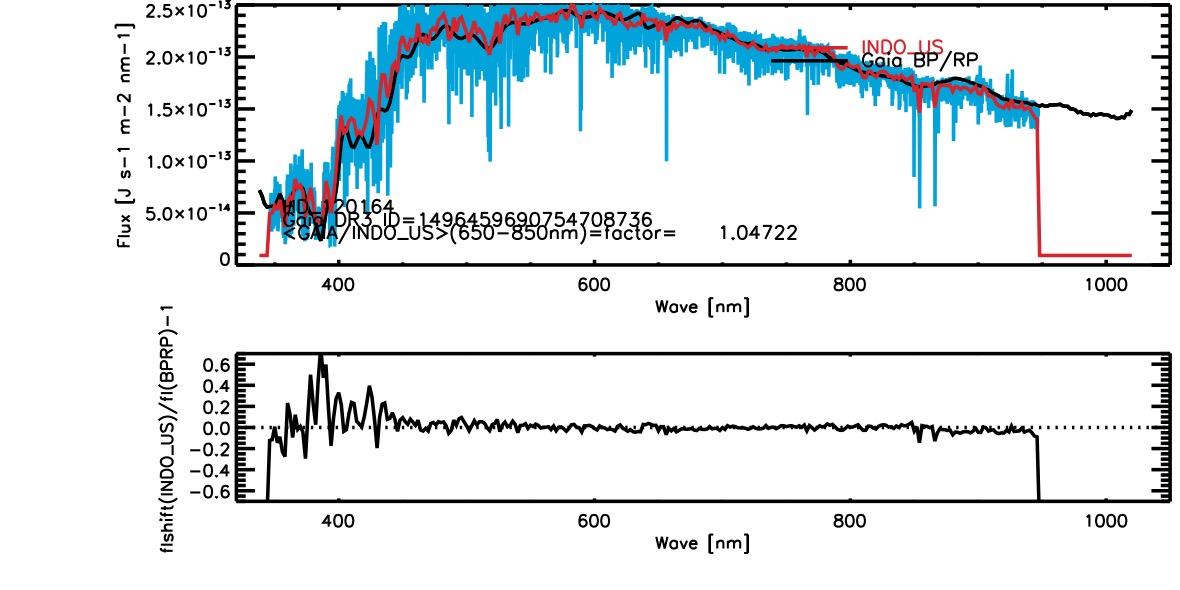 2.5×10⁻¹³
2.0×10⁻¹³
1.5×10⁻¹³
1.0×10⁻¹³
5.0×10⁻¹⁴
0
Flux [J s-1 m-2 nm-1]
INDO_US
Gaia BP/RP
HD_120164
Gaia DR3 ID=1496459690754708736
<GAIA/INDO_US>(650-850nm)=factor= 1.04722
400 600 800 1000
Wave [nm]
0.6
0.4
0.2
0.0
-0.2
-0.4
-0.6
flshift(INDO_US)/fl(BPRP)-1
400 600 800 1000
Wave [nm]